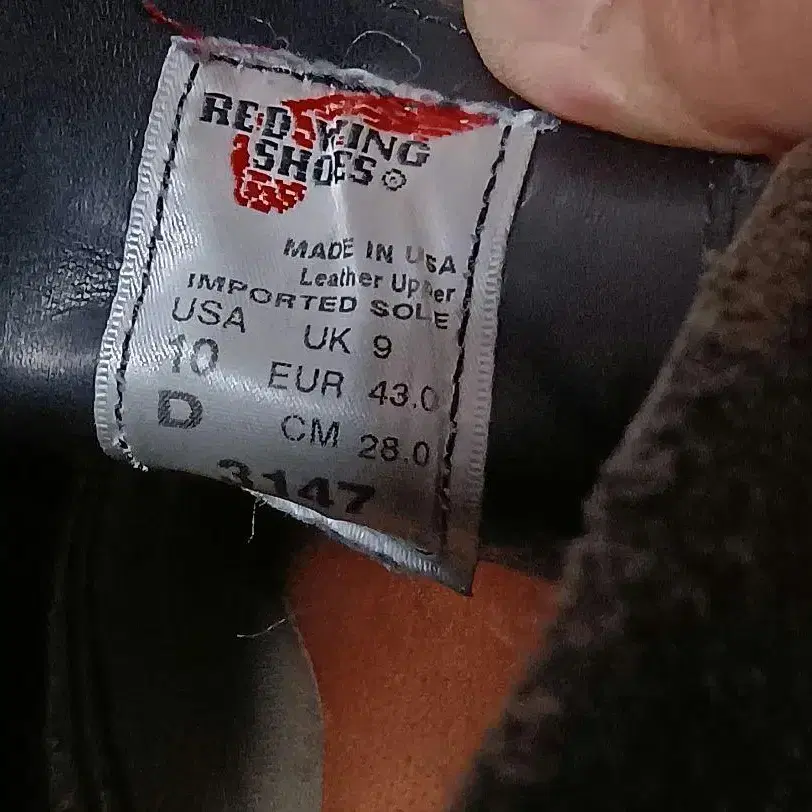 RED WING
SHOES®
MADE IN USA
Leather Upper
IMPORTED SOLE
USA UK 9
10 EUR 43.0
D CM 28.0
3147